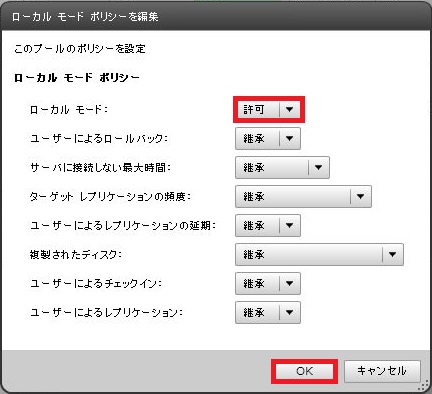 ローカル モード ポリシーを編集
このプールのポリシーを設定
ローカル モード ポリシー
ローカル モード： 許可
ユーザーによるロールバック： 継承
サーバに接続しない最大時間： 継承
ターゲット レプリケーションの頻度： 継承
ユーザーによるレプリケーションの延期： 継承
複製されたディスク： 継承
ユーザーによるチェックイン： 継承
ユーザーによるレプリケーション： 継承
OK キャンセル